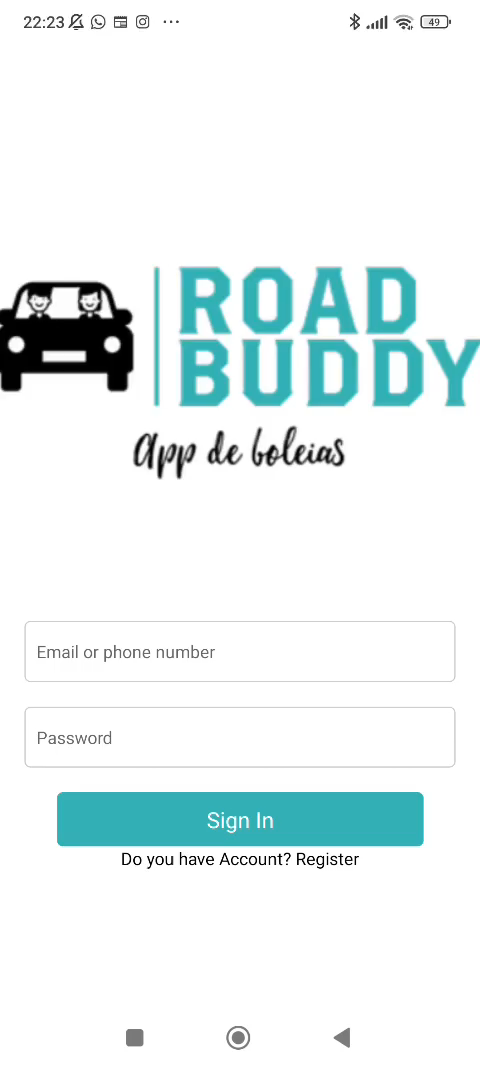 22:23
49
ROAD
BUDDY
App de boleias
Email or phone number
Password
Sign In
Do you have Account? Register